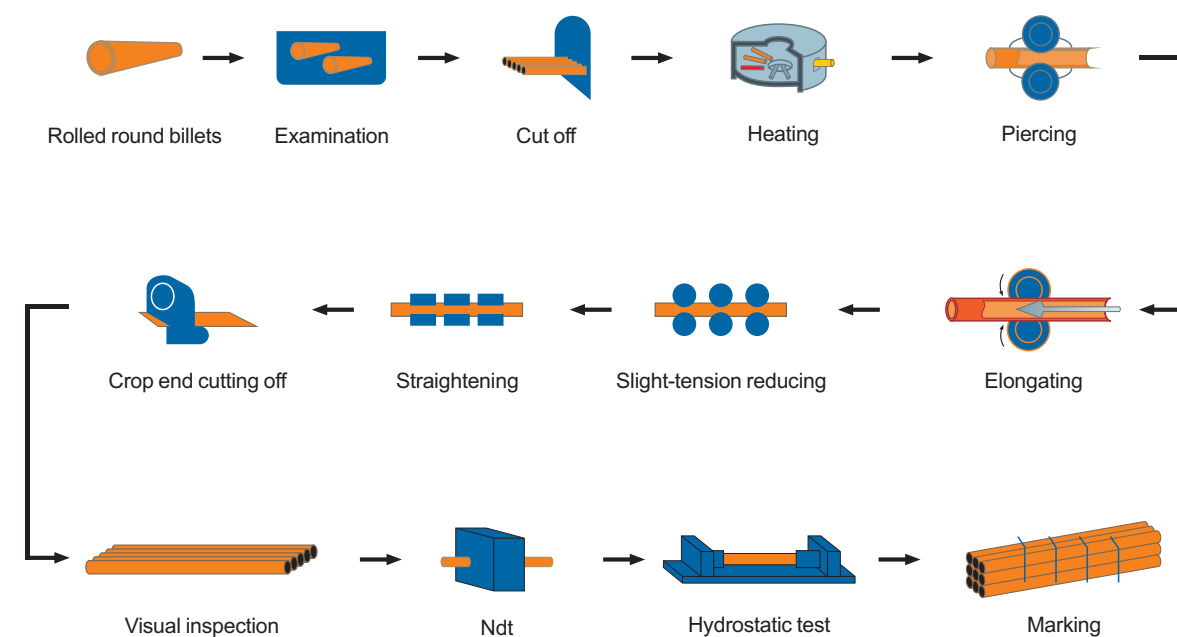 Rolled round billets
Examination
Cut off
Heating
Piercing
Crop end cutting off
Straightening
Slight-tension reducing
Elongating
Visual inspection
Ndt
Hydrostatic test
Marking